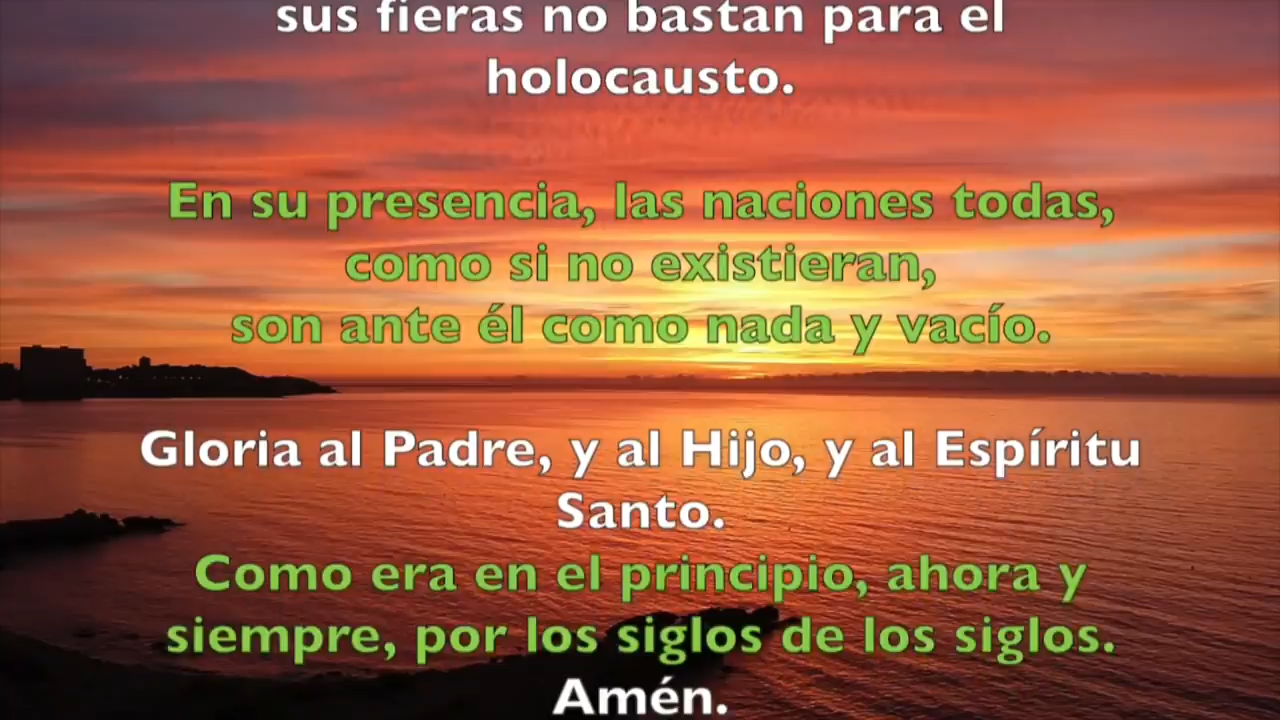 sus fieras no bastan para el
holocausto.
En su presencia, las naciones todas,
como si no existieran,
son ante él como nada y vacío.
Gloria al Padre, y al Hijo, y al Espíritu
Santo.
Como era en el principio, ahora y
siempre, por los siglos de los siglos.
Amén.